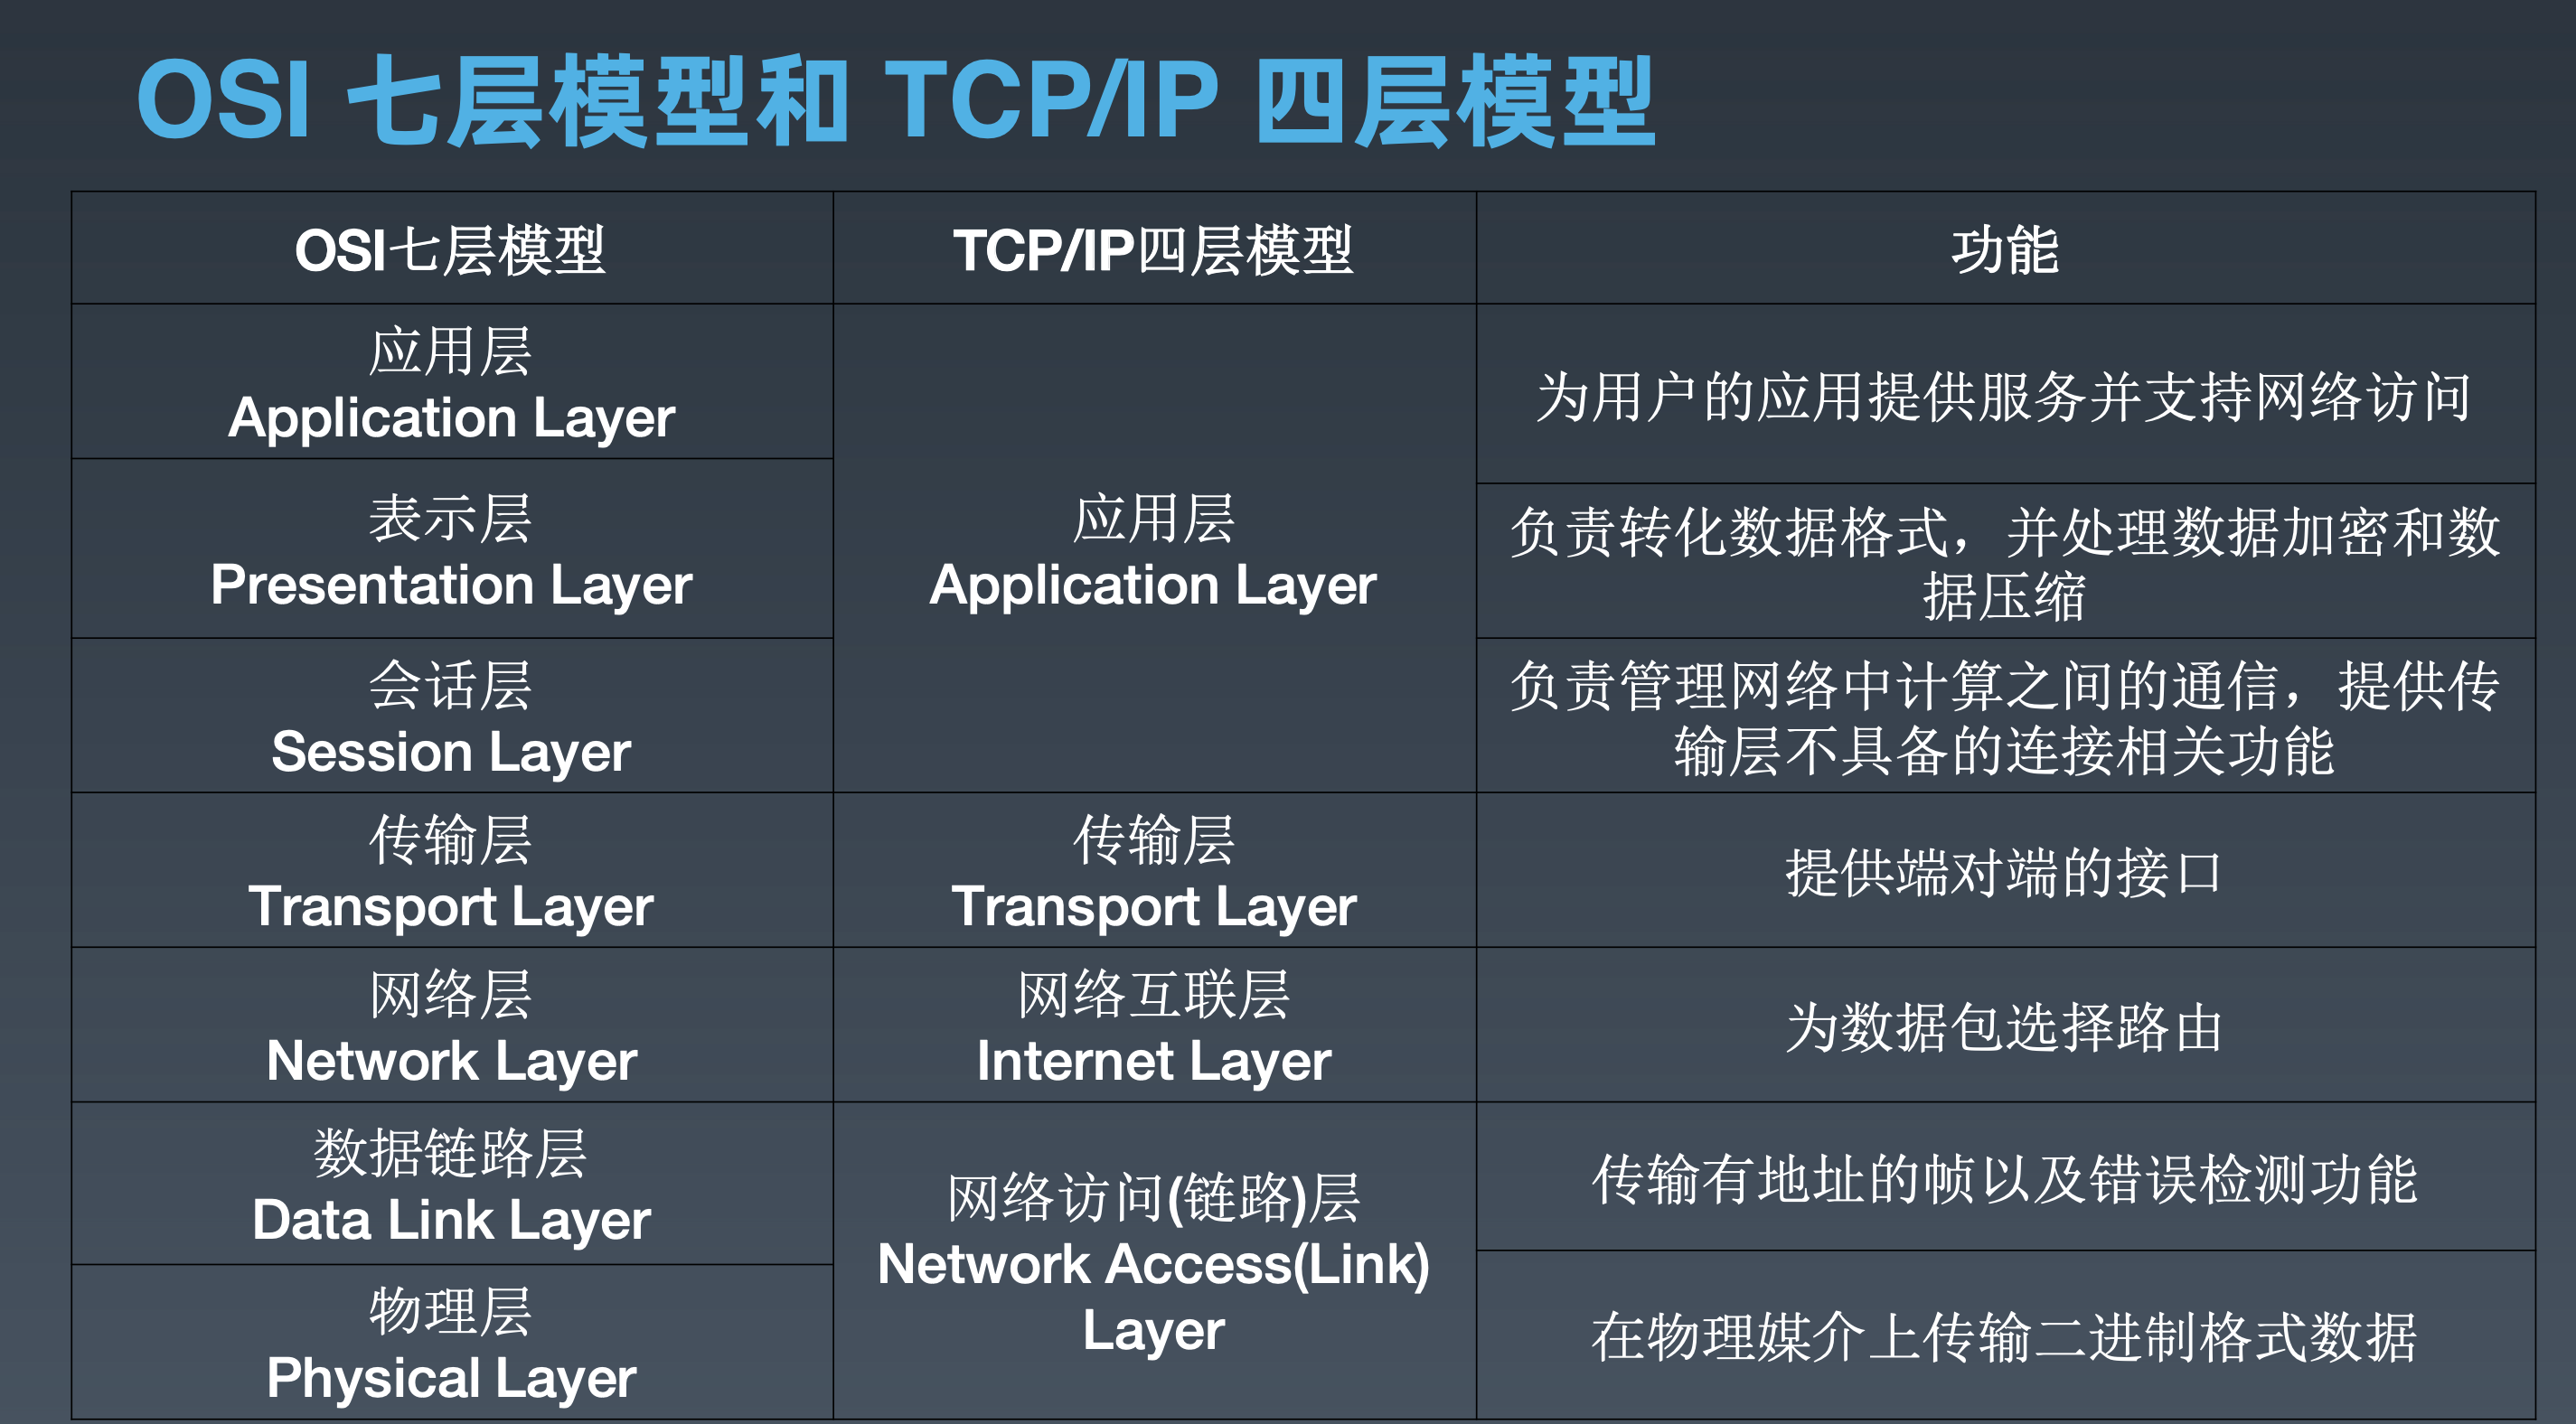 OSI 七层模型和 TCP/IP 四层模型
OSI七层模型
TCP/IP四层模型
功能
应用层
Application Layer
应用层
Application Layer
为用户的应用提供服务并支持网络访问
表示层
Presentation Layer
负责转化数据格式，并处理数据加密和数
据压缩
会话层
Session Layer
负责管理网络中计算之间的通信，提供传
输层不具备的连接相关功能
传输层
Transport Layer
传输层
Transport Layer
提供端对端的接口
网络层
Network Layer
网络互联层
Internet Layer
为数据包选择路由
数据链路层
Data Link Layer
网络访问(链路)层
Network Access(Link)
Layer
传输有地址的帧以及错误检测功能
物理层
Physical Layer
在物理媒介上传输二进制格式数据